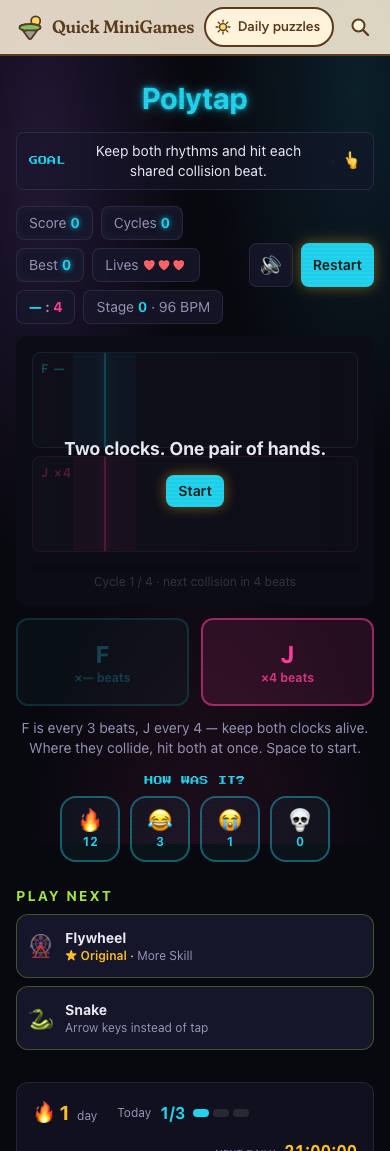 Quick MiniGames
Daily puzzles
Polytap
GOAL
Keep both rhythms and hit each
shared collision beat.
Score 0
Cycles 0
Best 0
Lives
— : 4
Stage 0 · 96 BPM
Restart
F —
Two clocks. One pair of hands.
J ×4
Start
Cycle 1 / 4 · next collision in 4 beats
F
×— beats
J
×4 beats
F is every 3 beats, J every 4 — keep both clocks alive.
Where they collide, hit both at once. Space to start.
HOW WAS IT?
12
3
1
0
PLAY NEXT
Flywheel
Original · More Skill
Snake
Arrow keys instead of tap
1 day
Today 1/3